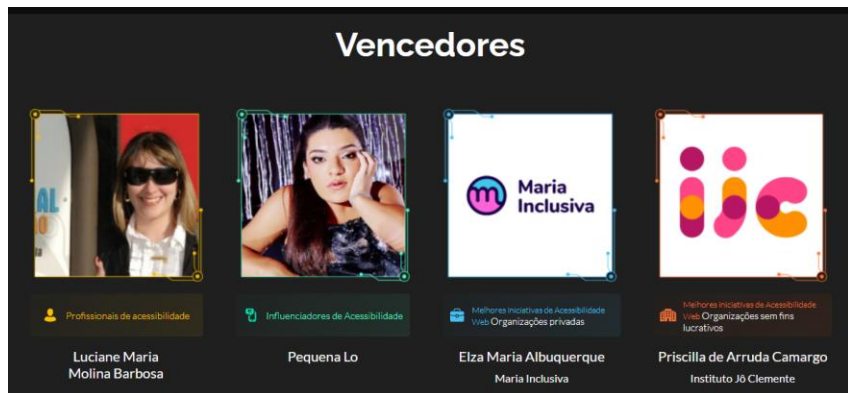 Vencedores
AL
Maria
Inclusiva
ijc
Profissionais de acessibilidade
Influenciadores de Acessibilidade
Melhores Iniciativas de Acessibilidade
Web Organizações privadas
Melhores Iniciativas de Acessibilidade
Web Organizações sem fins
lucrativos
Luciane Maria
Molina Barbosa
Pequena Lo
Elza Maria Albuquerque
Maria Inclusiva
Priscilla de Arruda Camargo
Instituto Jô Clemente